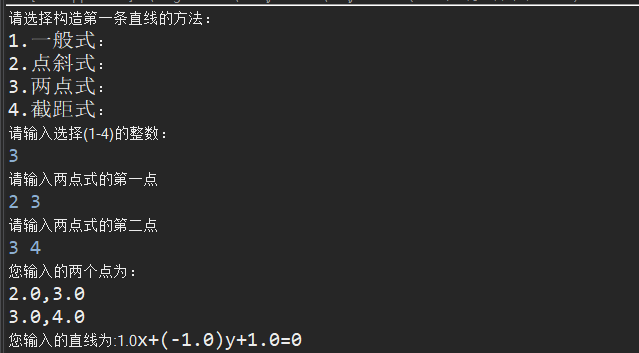 请选择构造第一条直线的方法：
1.一般式：
2.点斜式：
3.两点式：
4.截距式：
请输入选择(1-4)的整数：
3
请输入两点式的第一点
2 3
请输入两点式的第二点
3 4
您输入的两个点为：
2.0,3.0
3.0,4.0
您输入的直线为:1.0x+(-1.0)y+1.0=0